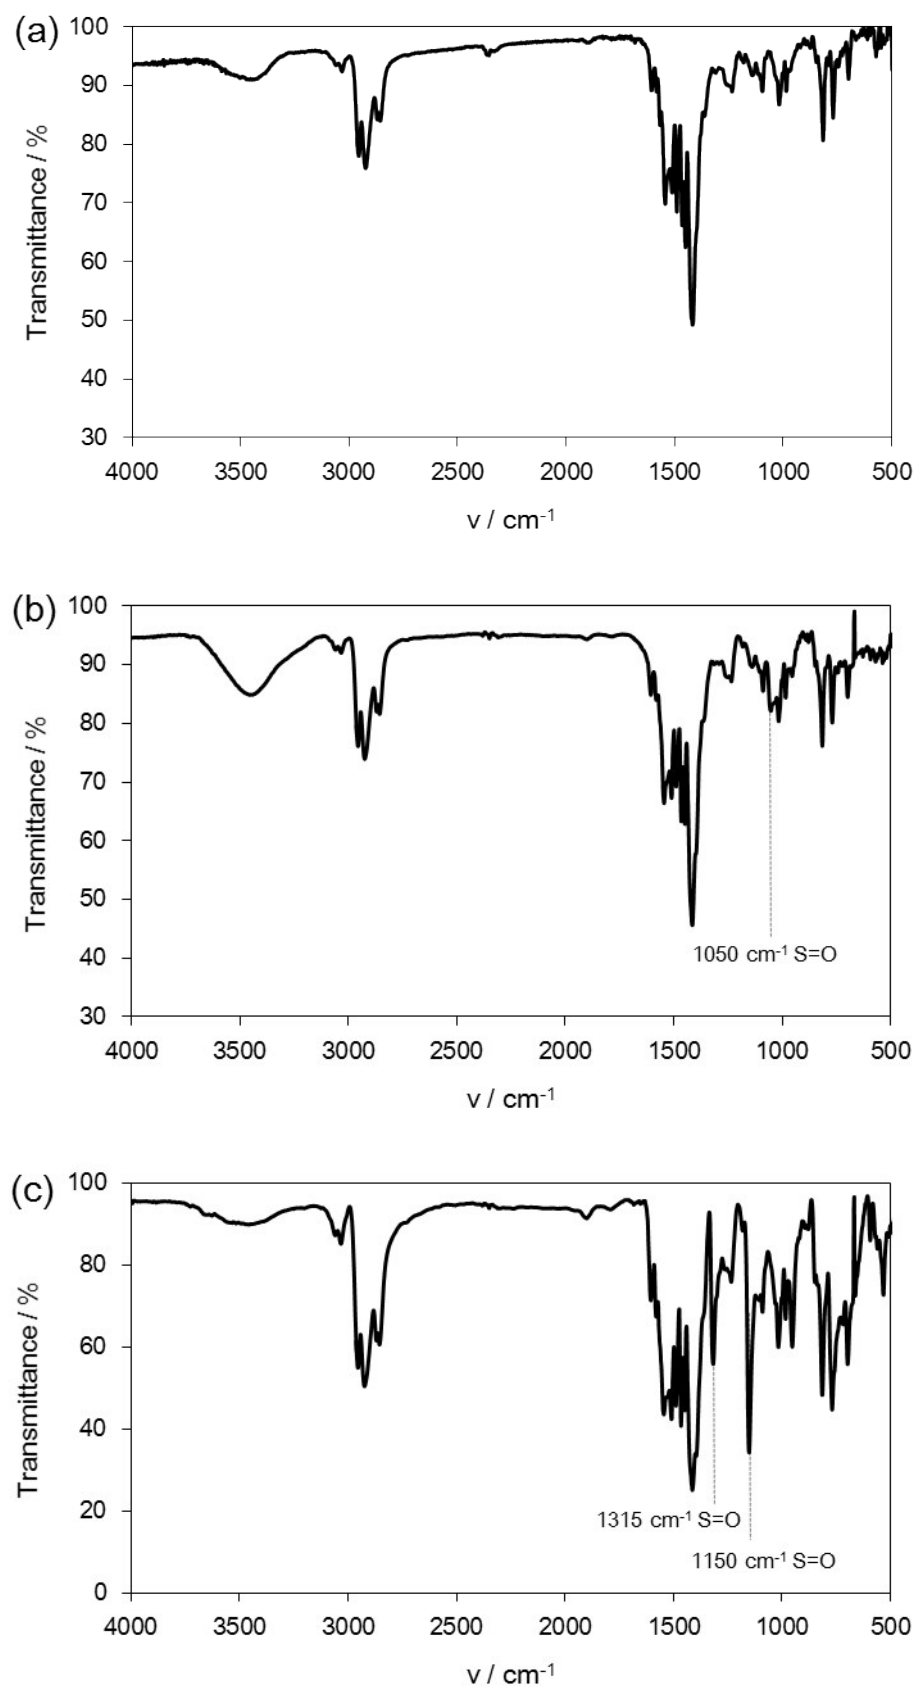 (a)
100
90
80
70
60
50
40
30
Transmittance / %
4000 3500 3000 2500 2000 1500 1000 500
v / cm⁻¹
(b)
100
90
80
70
60
50
40
30
Transmittance / %
1050 cm⁻¹ S=O
4000 3500 3000 2500 2000 1500 1000 500
v / cm⁻¹
(c)
100
80
60
40
20
0
Transmittance / %
1315 cm⁻¹ S=O
1150 cm⁻¹ S=O
4000 3500 3000 2500 2000 1500 1000 500
v / cm⁻¹